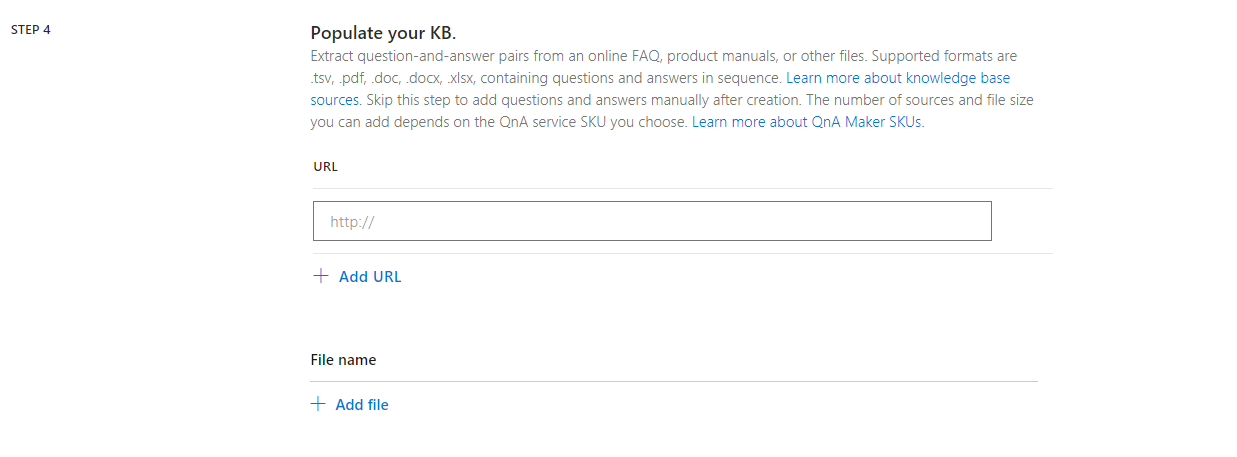 STEP 4
Populate your KB.
Extract question-and-answer pairs from an online FAQ, product manuals, or other files. Supported formats are
.tsv, .pdf, .doc, .docx, .xlsx, containing questions and answers in sequence. Learn more about knowledge base
sources. Skip this step to add questions and answers manually after creation. The number of sources and file size
you can add depends on the QnA service SKU you choose. Learn more about QnA Maker SKUs.
URL
http://
Add URL
File name
Add file